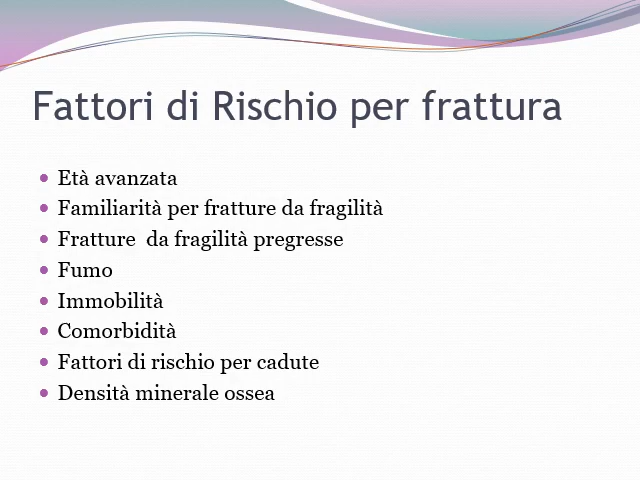 Fattori di Rischio per frattura
Età avanzata
Familiarità per fratture da fragilità
Fratture  da fragilità pregresse
Fumo
Immobilità
Comorbidità
Fattori di rischio per cadute
Densità minerale ossea